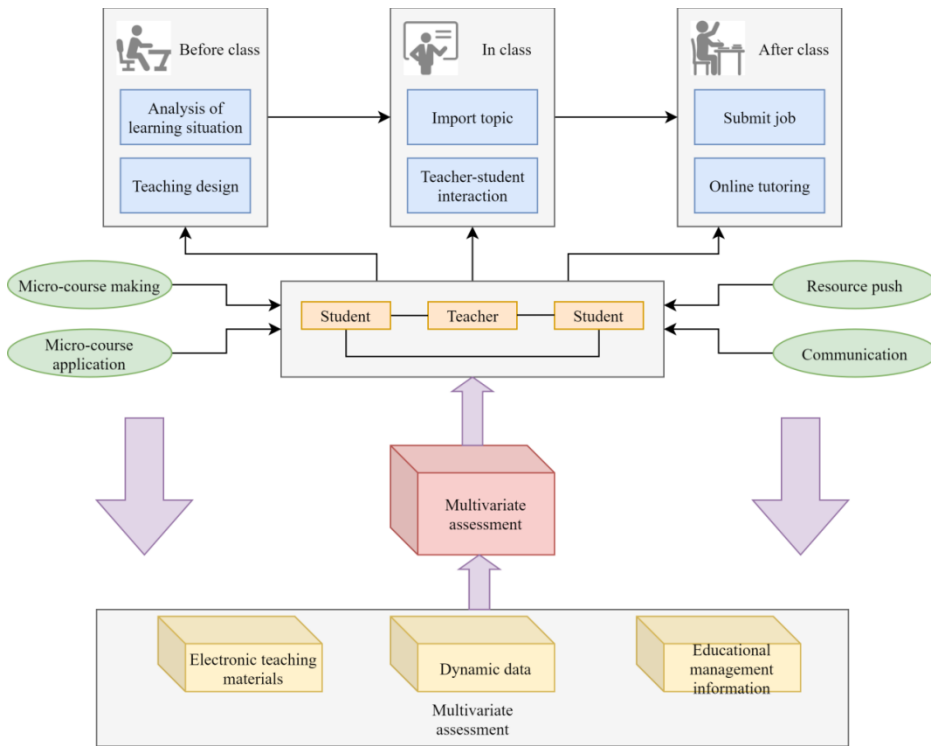 Before class
In class
After class
Analysis of
learning situation
Import topic
Submit job
Teaching design
Teacher-student
interaction
Online tutoring
Micro-course making
Resource push
Student
Teacher
Student
Micro-course
application
Communication
Multivariate
assessment
Electronic teaching
materials
Dynamic data
Educational
management
information
Multivariate
assessment